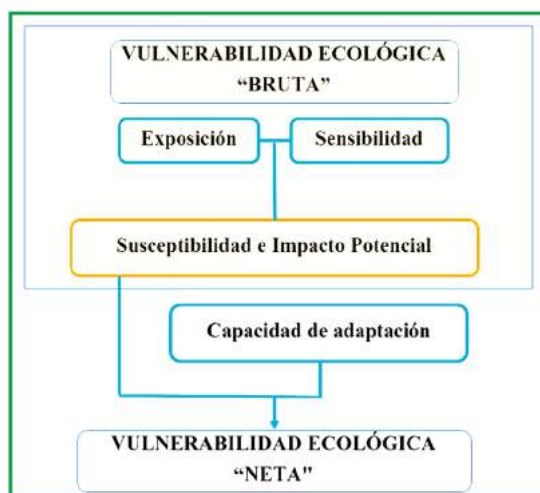 VULNERABILIDAD ECOLÓGICA
“BRUTA”
Exposición
Sensibilidad
Susceptibilidad e Impacto Potencial
Capacidad de adaptación
VULNERABILIDAD ECOLÓGICA
“NETA"